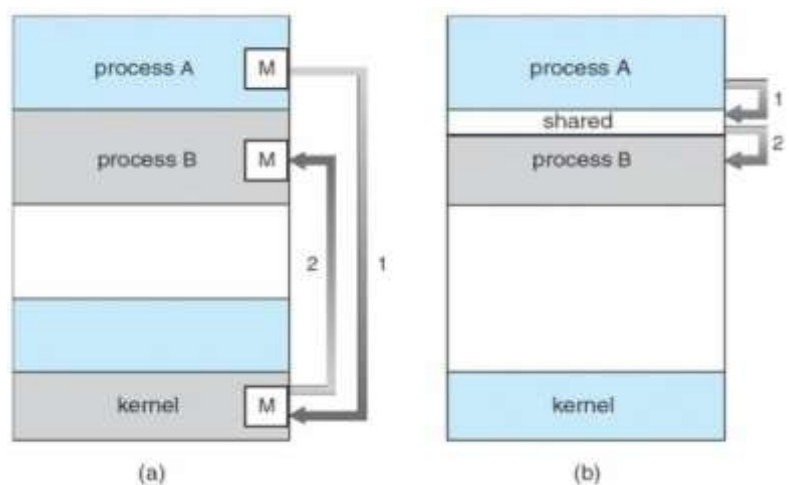 process A M
process B M
2 1
kernel M
(a)
process A
1
shared
2
process B
kernel
(b)